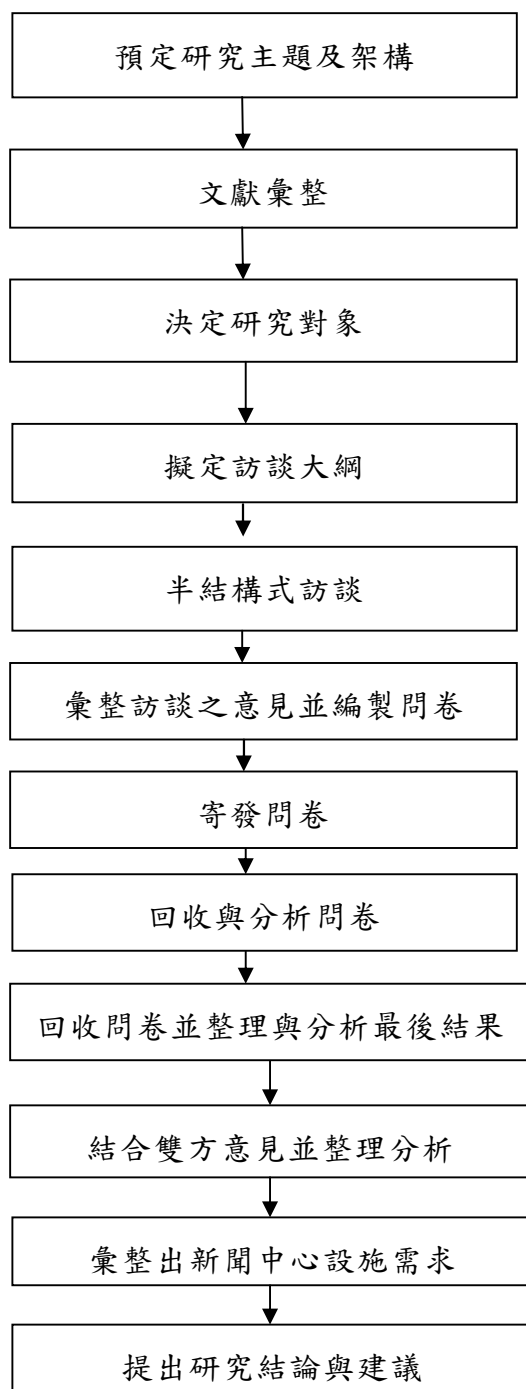 預定研究主題及架構
文獻彙整
決定研究對象
擬定訪談大綱
半結構式訪談
彙整訪談之意見並編製問卷
寄發問卷
回收與分析問卷
回收問卷並整理與分析最後結果
結合雙方意見並整理分析
彙整出新聞中心設施需求
提出研究結論與建議